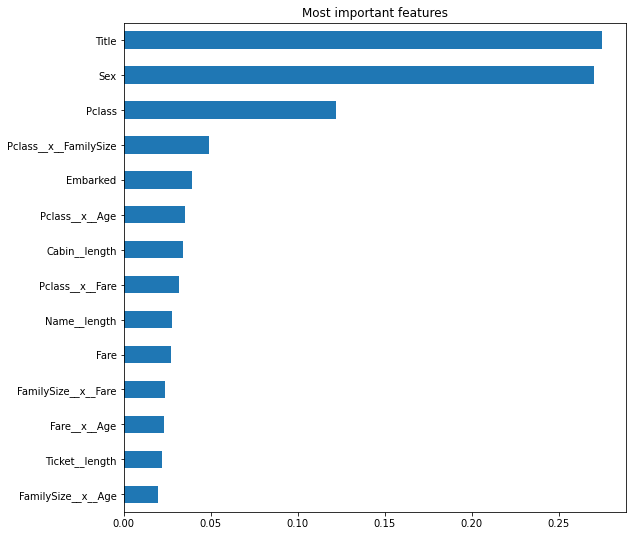 Most important features
Title
Sex
Pclass
Pclass__x__FamilySize
Embarked
Pclass__x__Age
Cabin__length
Pclass__x__Fare
Name__length
Fare
FamilySize__x__Fare
Fare__x__Age
Ticket__length
FamilySize__x__Age
0.00 0.05 0.10 0.15 0.20 0.25